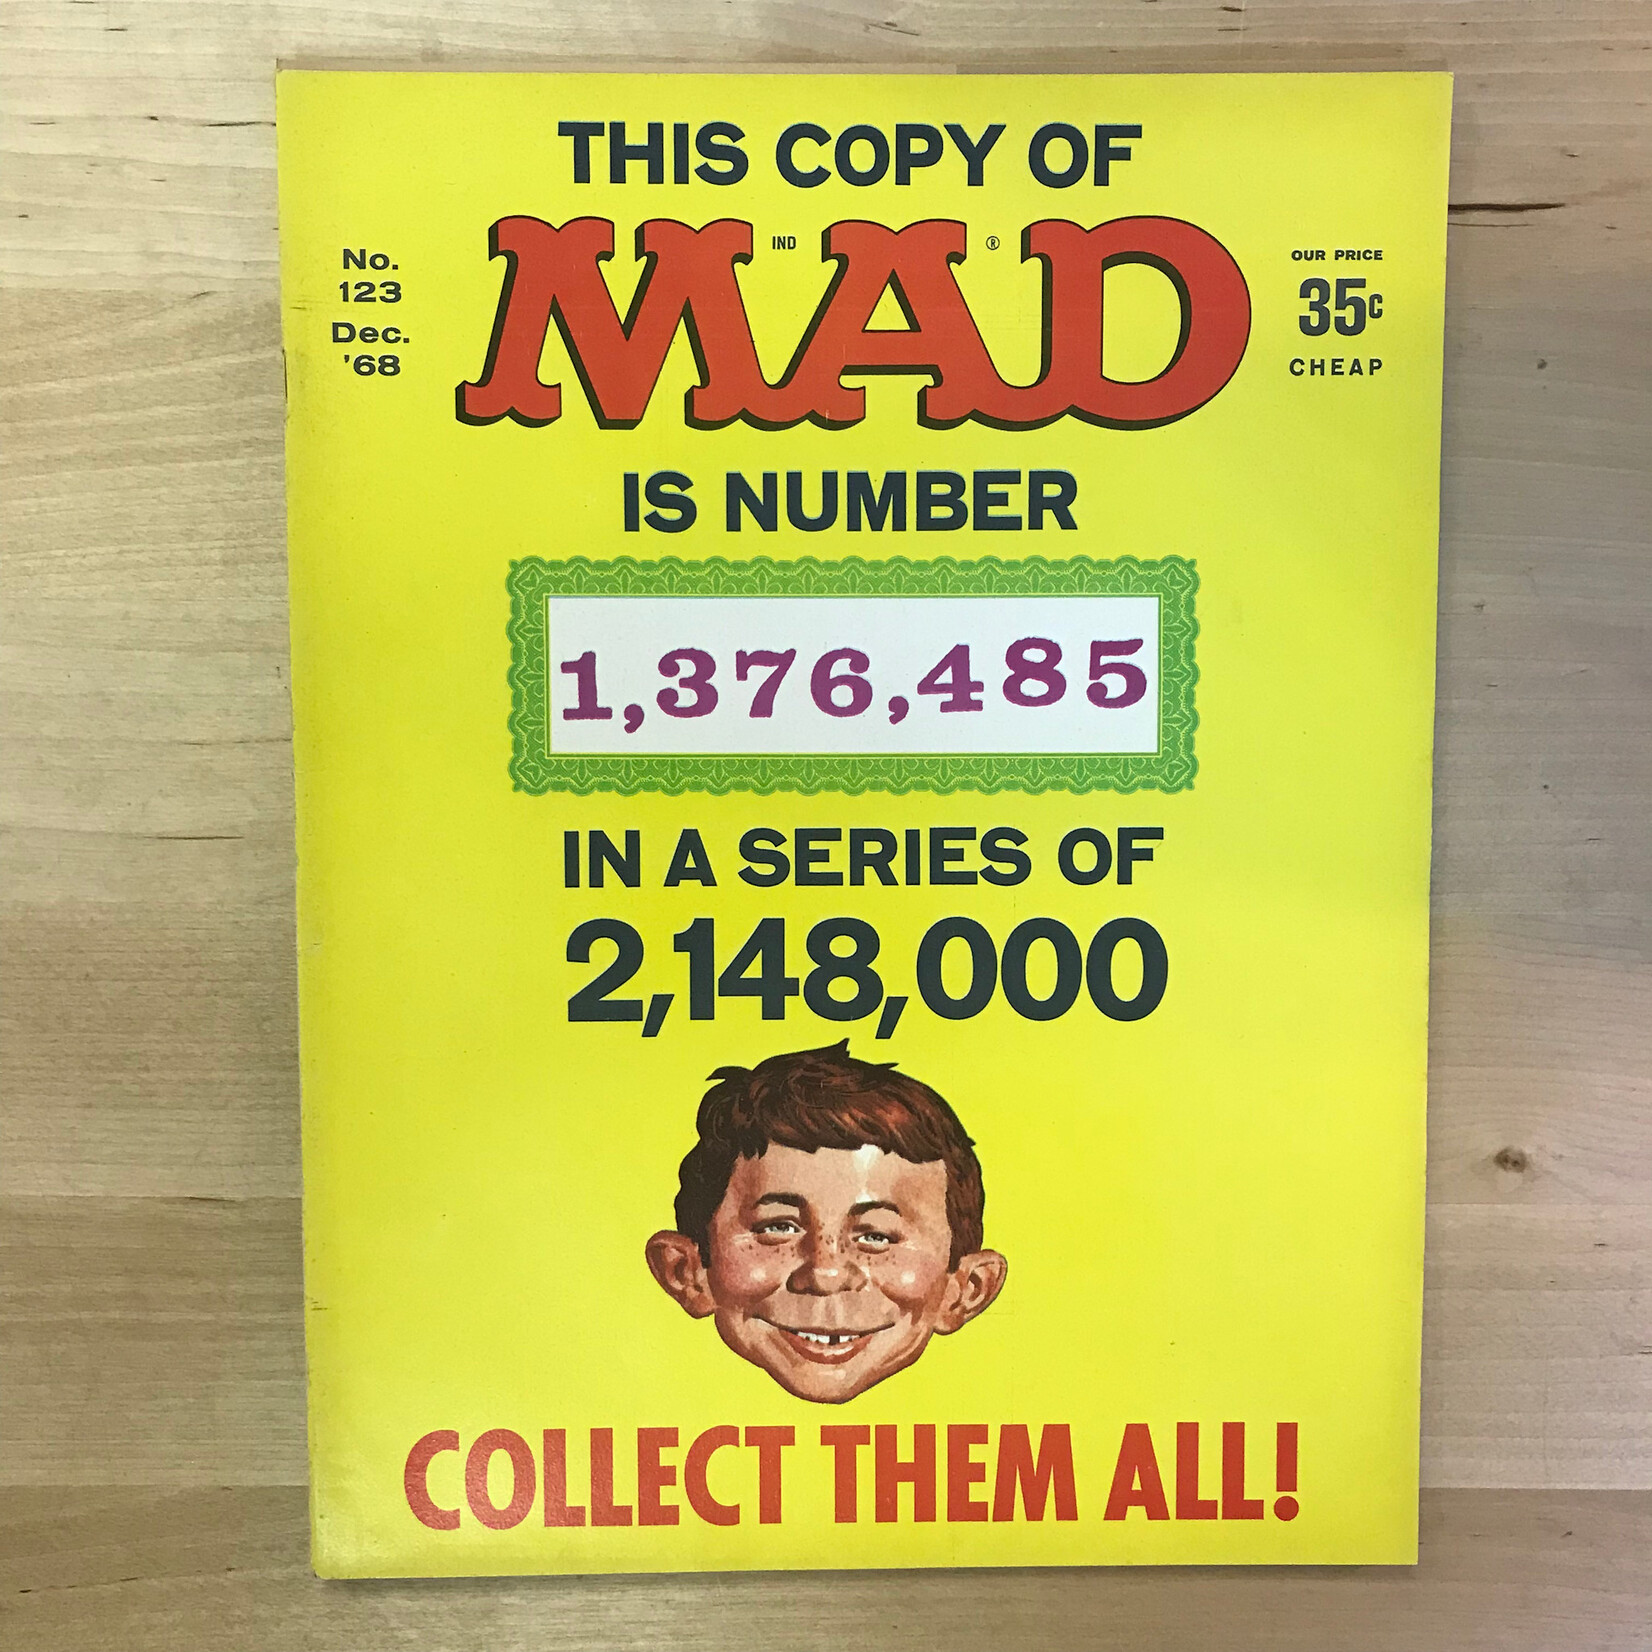 THIS COPY OF
No.
123
Dec.
'68
MAD
IND
®
OUR PRICE
35c
CHEAP
IS NUMBER
1,376,485
IN A SERIES OF
2,148,000
COLLECT THEM ALL!